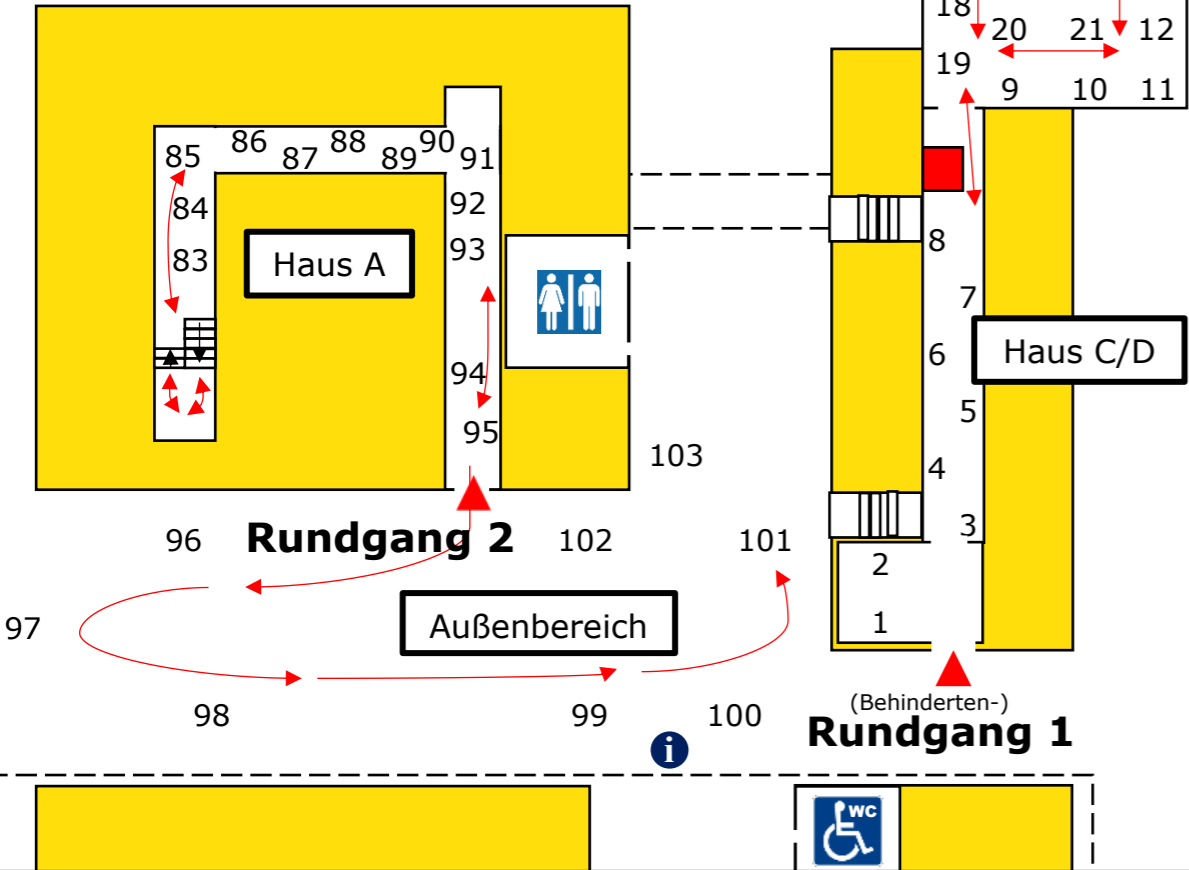 18
20 21 12
19
9 10 11
86 88 90
85 87 89 91
84 92
83 93
Haus A
8
7
Haus C/D
6
94
5
95
103 4
3
96 Rundgang 2 102 101
2
97 Außenbereich 1
(Behinderten-)
98 99 100 Rundgang 1
i
WC